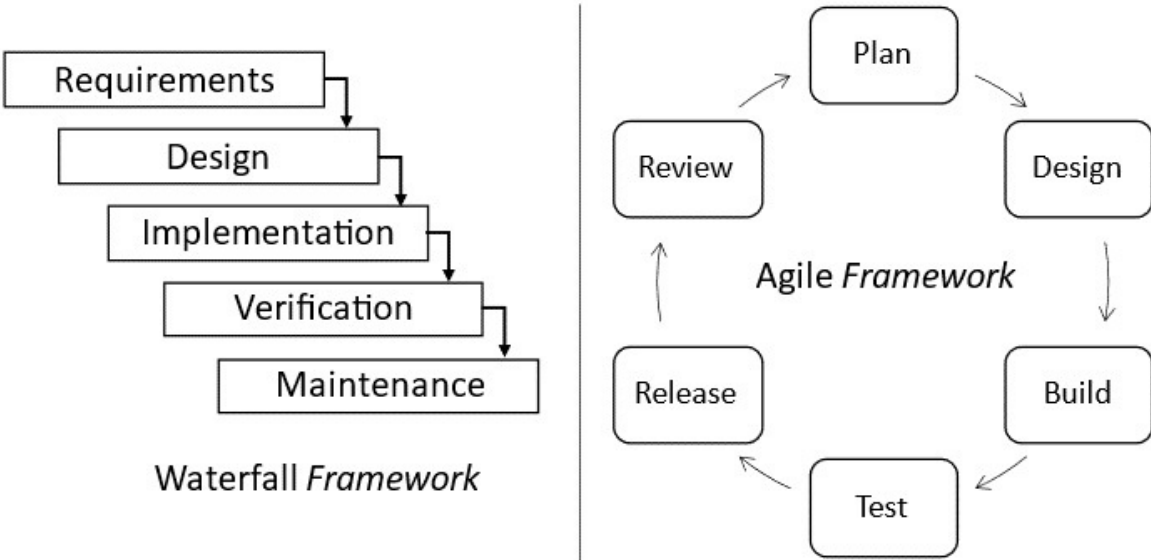 Requirements
Design
Implementation
Verification
Maintenance
Waterfall Framework
Plan
Design
Build
Test
Release
Review
Agile Framework